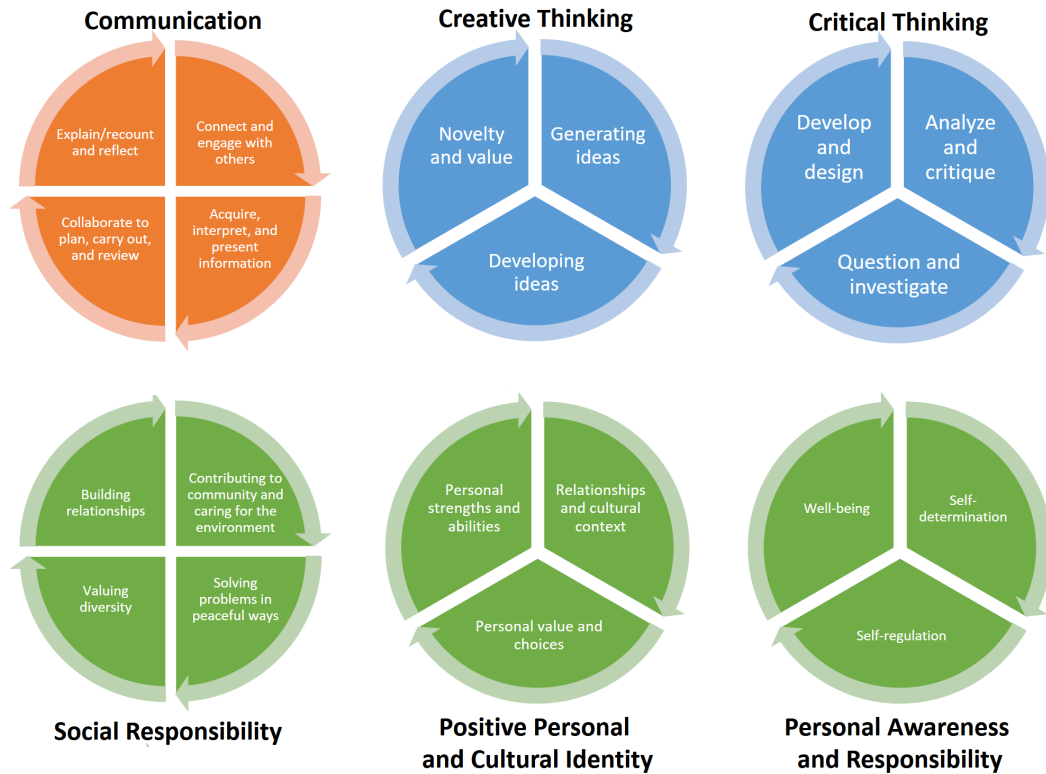 Communication
Explain/recount
and reflect
Connect and
engage with
others
Collaborate to
plan, carry out,
and review
Acquire,
interpret, and
present
information
Creative Thinking
Novelty
and value
Generating
ideas
Developing
ideas
Critical Thinking
Develop
and
design
Analyze
and
critique
Question and
investigate
Building
relationships
Contributing to
community and
caring for the
environment
Valuing
diversity
Solving
problems in
peaceful ways
Social Responsibility
Personal
strengths and
abilities
Relationships
and cultural
context
Personal value and
choices
Positive Personal
and Cultural Identity
Well-being
Self-
determination
Self-regulation
Personal Awareness
and Responsibility